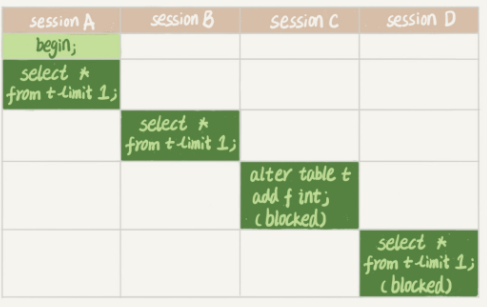 session A session B session C session D
begin;
select *
from t limit 1;
select *
from t limit 1;
alter table t
add f int;
(blocked)
select *
from t limit 1;
(blocked)